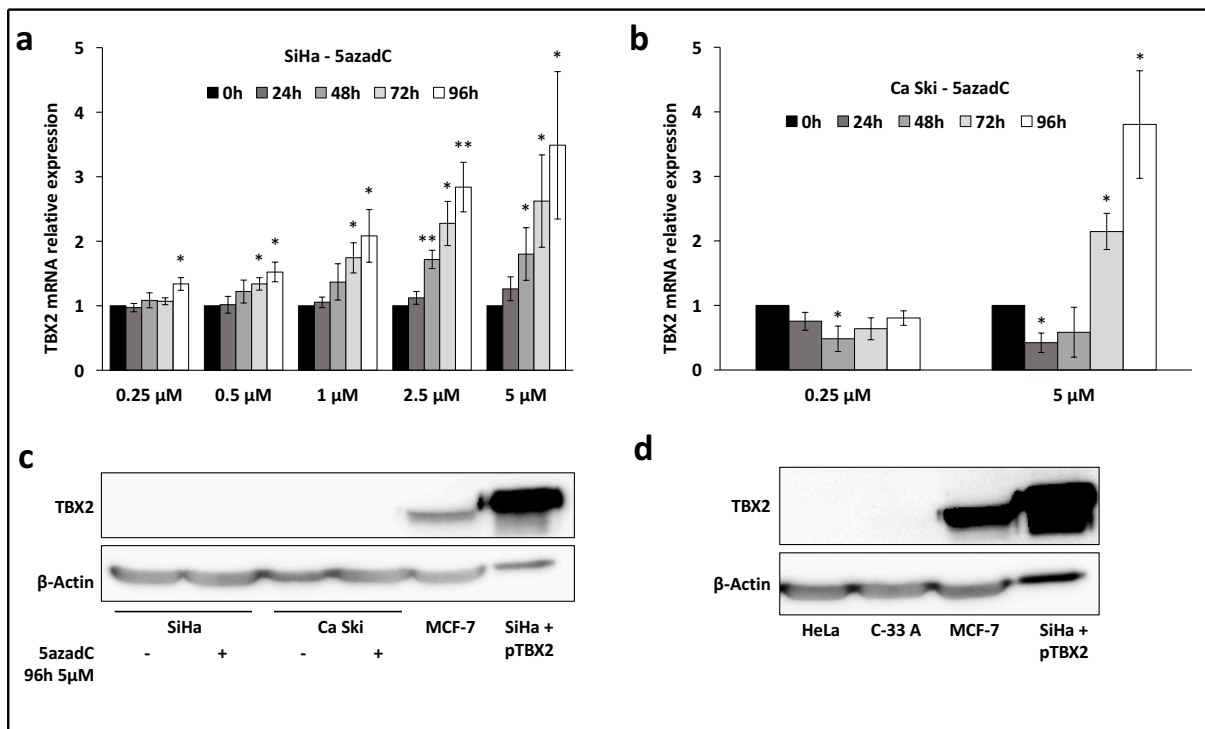 a
SiHa - 5azadC
0h 24h 48h 72h 96h
TBX2 mRNA relative expression
5
4
3
2
1
0
* * * * * ** * ** * * *
0.25 µM 0.5 µM 1 µM 2.5 µM 5 µM
b
Ca Ski - 5azadC
0h 24h 48h 72h 96h
TBX2 mRNA relative expression
5
4
3
2
1
0
* * * *
0.25 µM 5 µM
c
TBX2
β-Actin
SiHa Ca Ski MCF-7 SiHa +
pTBX2
5azadC - + - +
96h 5µM
d
TBX2
β-Actin
HeLa C-33 A MCF-7 SiHa +
pTBX2